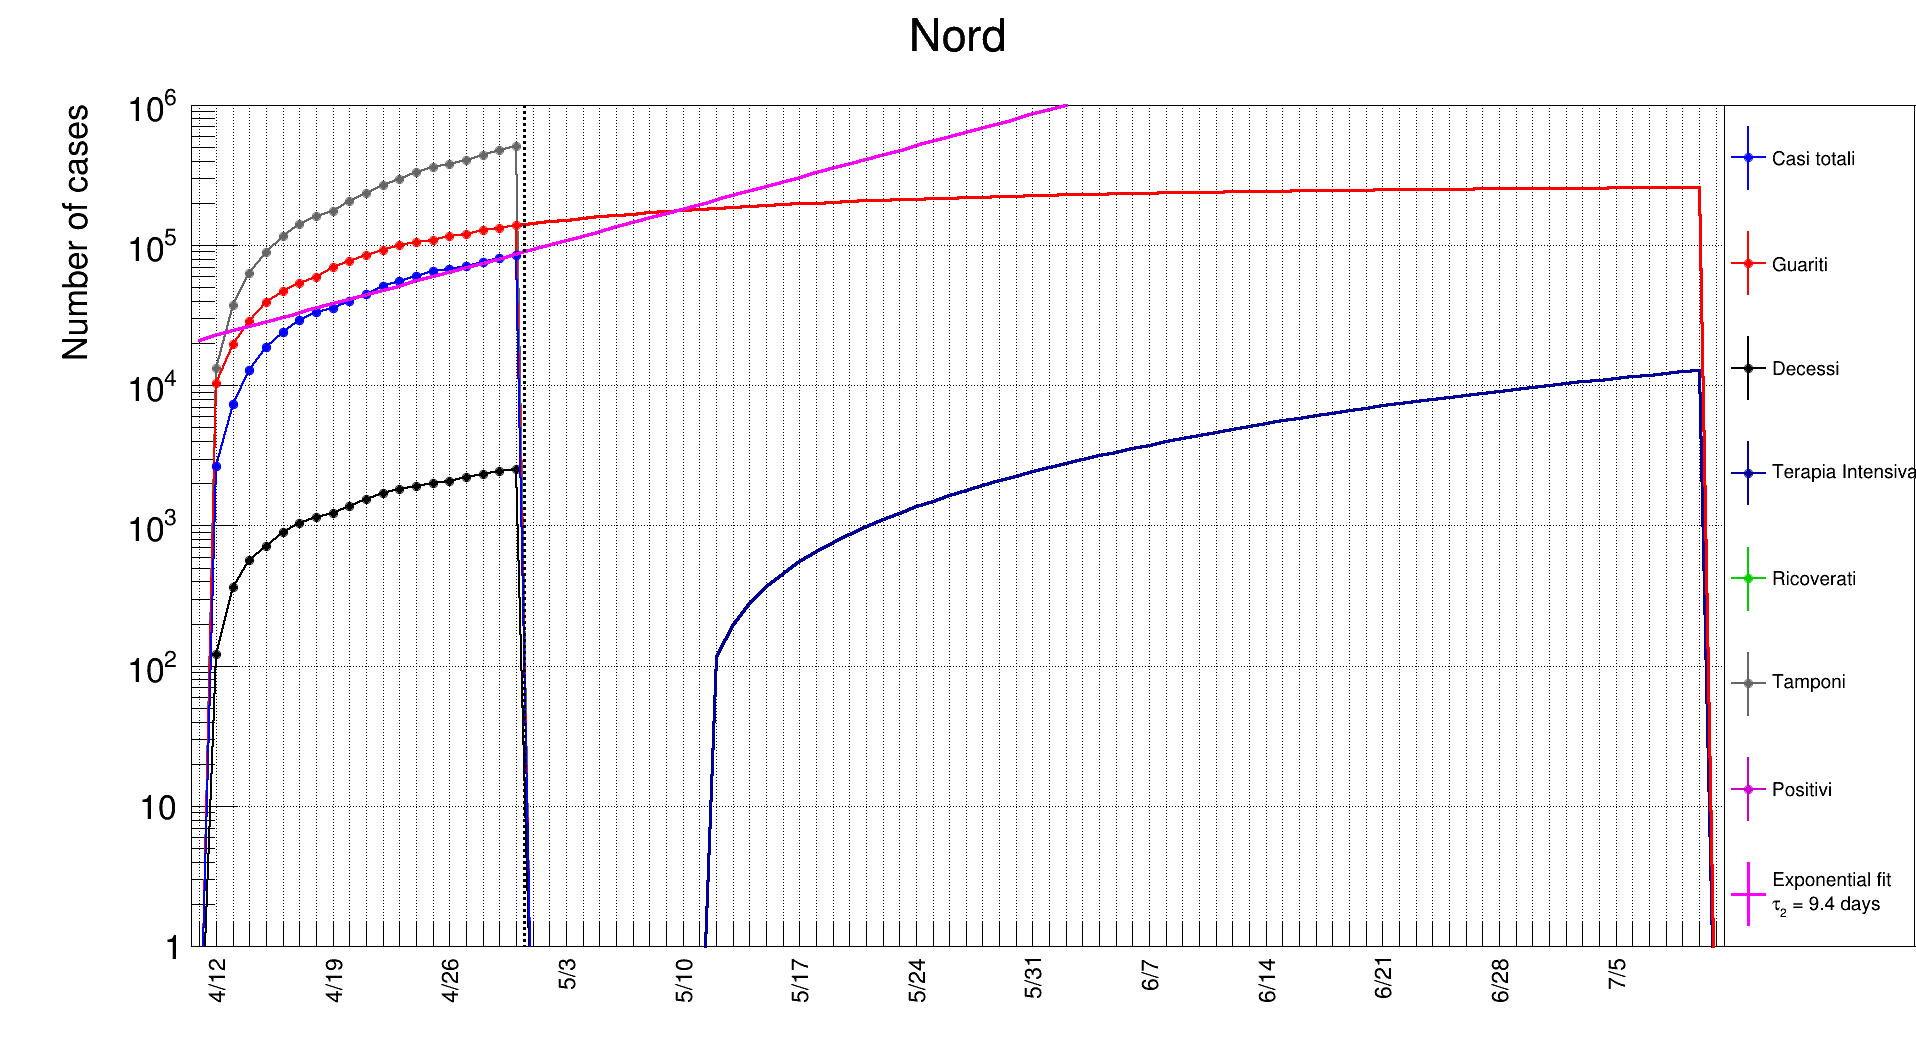 Nord
Number of cases
10^6
10^5
10^4
10^3
10^2
10
1
4/12
4/19
4/26
5/3
5/10
5/17
5/24
5/31
6/7
6/14
6/21
6/28
7/5
Casi totali
Guariti
Decessi
Terapia Intensiva
Ricoverati
Tamponi
Positivi
Exponential fit
τ₂ = 9.4 days